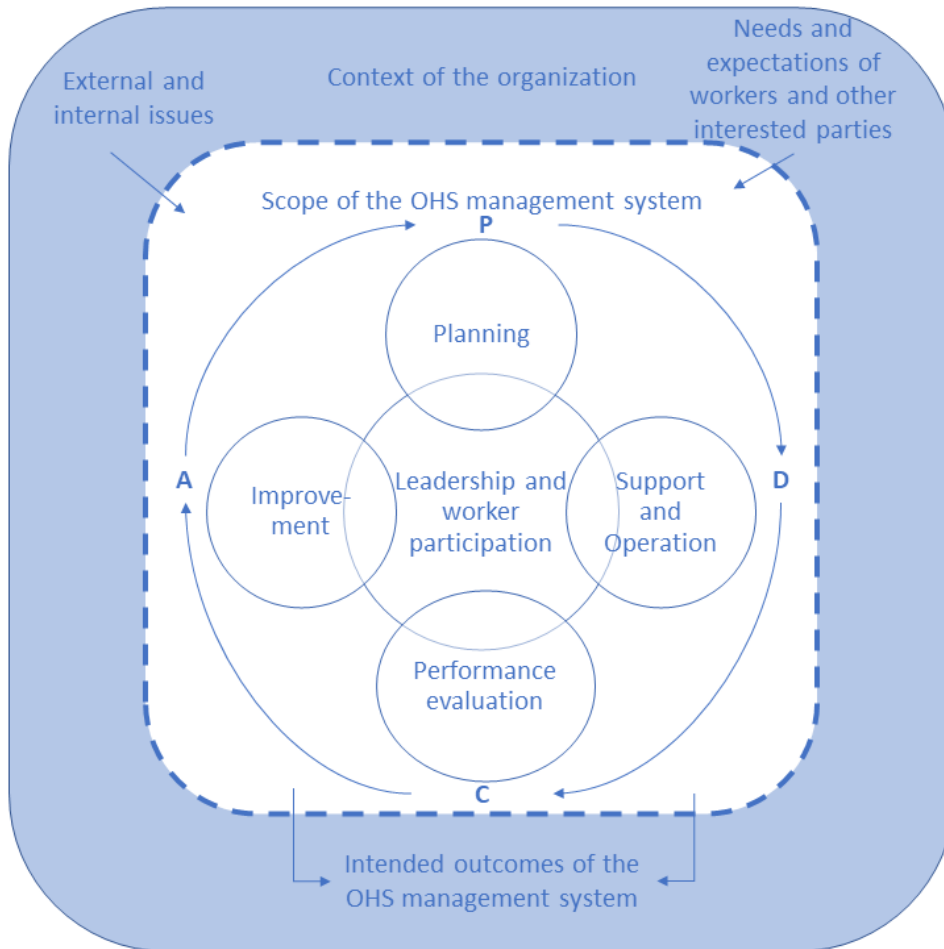 External and
internal issues
Context of the organization
Needs and
expectations of
workers and other
interested parties
Scope of the OHS management system
P
Planning
A
Improve-
ment
Leadership and
worker
participation
Support
and
Operation
D
Performance
evaluation
C
Intended outcomes of the
OHS management system